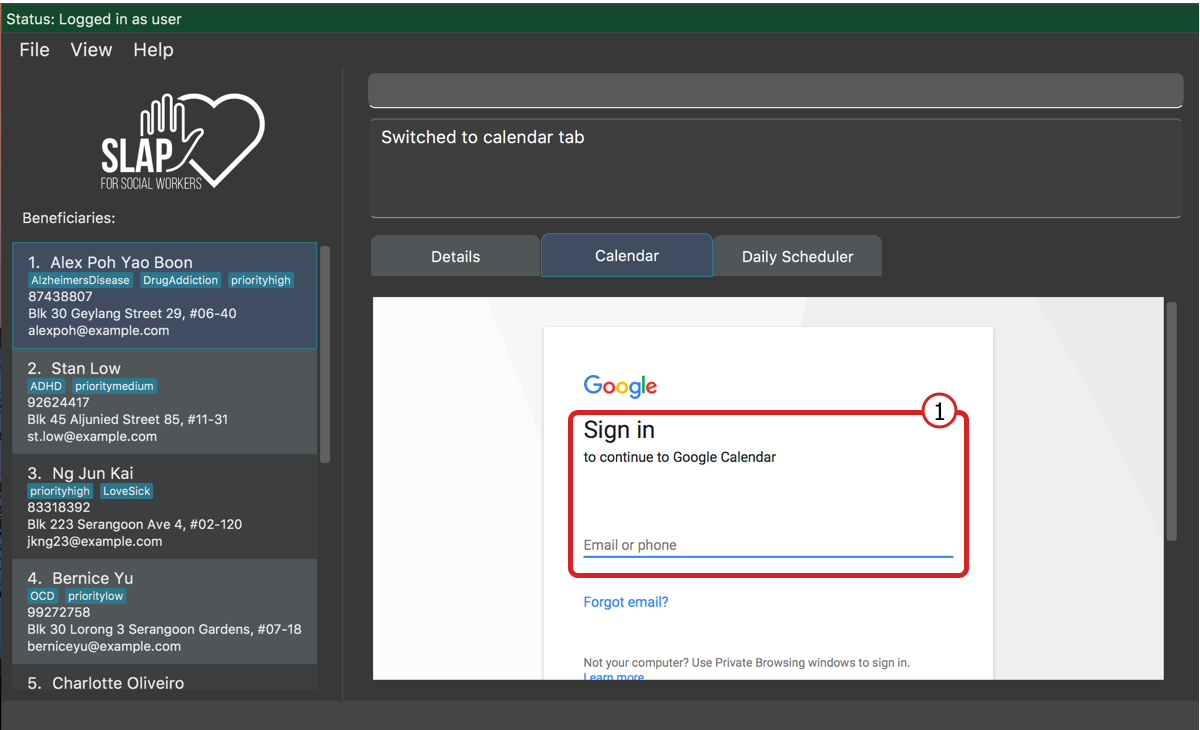 Status: Logged in as user
File View Help
SLAP
FOR SOCIAL WORKERS
Beneficiaries:
1. Alex Poh Yao Boon
AlzheimersDisease DrugAddiction priorityhigh
87438807
Blk 30 Geylang Street 29, #06-40
alexpoh@example.com
2. Stan Low
ADHD prioritymedium
92624417
Blk 45 Aljunied Street 85, #11-31
st.low@example.com
3. Ng Jun Kai
priorityhigh LoveSick
83318392
Blk 223 Serangoon Ave 4, #02-120
jkng23@example.com
4. Bernice Yu
OCD prioritylow
99272758
Blk 30 Lorong 3 Serangoon Gardens, #07-18
berniceyu@example.com
5. Charlotte Oliveiro
Switched to calendar tab
Details Calendar Daily Scheduler
Google
1
Sign in
to continue to Google Calendar
Email or phone
Forgot email?
Not your computer? Use Private Browsing windows to sign in.
Learn more